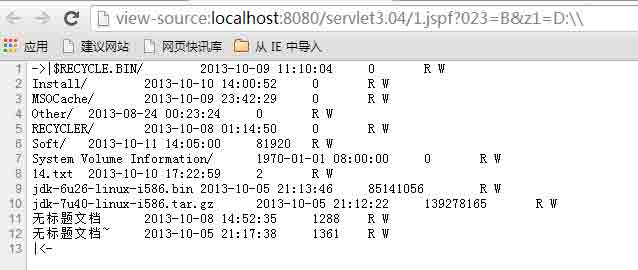 view-source:localhost:8080/servlet3.04/1.jspf?023=B&z1=D:\\
应用 建议网站 网页快讯库 从 IE 中导入
1 ->|$RECYCLE.BIN/ 2013-10-09 11:10:04 0 R W
2 Install/ 2013-10-10 14:00:52 0 R W
3 MSOCache/ 2013-10-09 23:42:29 0 R W
4 Other/ 2013-08-24 00:23:24 0 R W
5 RECYCLER/ 2013-10-08 01:14:50 0 R W
6 Soft/ 2013-10-11 14:05:00 81920 R W
7 System Volume Information/ 1970-01-01 08:00:00 0 R W
8 14.txt 2013-10-10 17:22:59 2 R W
9 jdk-6u26-linux-i586.bin 2013-10-05 21:13:46 85141056 R W
10 jdk-7u40-linux-i586.tar.gz 2013-10-05 21:12:22 139278165 R W
11 无标题文档 2013-10-08 14:52:35 1288 R W
12 无标题文档~ 2013-10-05 21:17:38 1361 R W
13 |<-